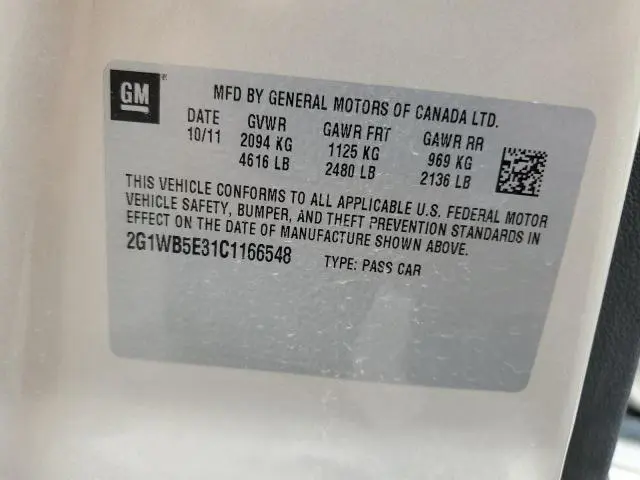 GM
MFD BY GENERAL MOTORS OF CANADA LTD.
DATE GVWR GAWR FRT GAWR RR
10/11 2094 KG 1125 KG 969 KG
4616 LB 2480 LB 2136 LB
THIS VEHICLE CONFORMS TO ALL APPLICABLE U.S. FEDERAL MOTOR
VEHICLE SAFETY, BUMPER, AND THEFT PREVENTION STANDARDS IN
EFFECT ON THE DATE OF MANUFACTURE SHOWN ABOVE.
2G1WB5E31C1166548 TYPE: PASS CAR